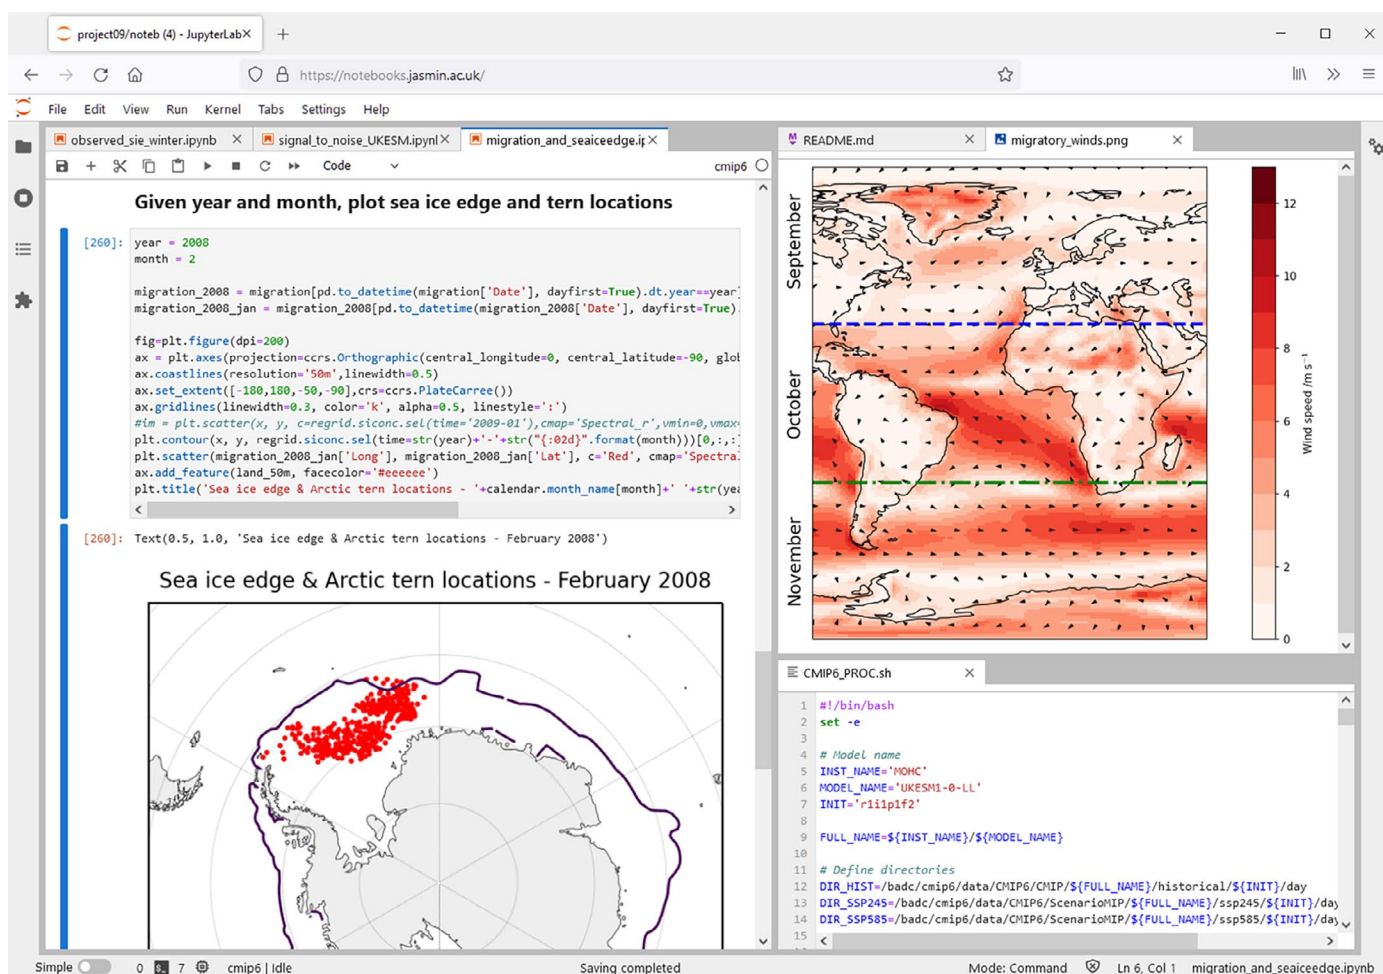 project09/noteb (4) - JupyterLab
https://notebooks.jasmin.ac.uk/
File Edit View Run Kernel Tabs Settings Help
observed_sie_winter.ipynb
signal_to_noise_UKESM.ipynl
migration_and_seaiceedge.ip
Code
cmip6
Given year and month, plot sea ice edge and tern locations
[260]:
year = 2008
month = 2
migration_2008 = migration[pd.to_datetime(migration['Date'], dayfirst=True).dt.year==year]
migration_2008_jan = migration_2008[pd.to_datetime(migration_2008['Date'], dayfirst=True).
fig=plt.figure(dpi=200)
ax = plt.axes(projection=ccrs.Orthographic(central_longitude=0, central_latitude=-90, glob
ax.coastlines(resolution='50m',linewidth=0.5)
ax.set_extent([-180,180,-50,-90],crs=ccrs.PlateCarree())
ax.gridlines(linewidth=0.3, color='k', alpha=0.5, linestyle=':')
#im = plt.scatter(x, y, c=regrid.siconc.sel(time='2009-01'),cmap='Spectral_r',vmin=0,vmax=
plt.contour(x, y, regrid.siconc.sel(time=str(year)+'-'+str("{:02d}".format(month)))[0,:,:]
plt.scatter(migration_2008_jan['Long'], migration_2008_jan['Lat'], c='Red', cmap='Spectra
ax.add_feature(land_50m, facecolor='#eeeeee')
plt.title('Sea ice edge & Arctic tern locations - '+calendar.month_name[month]+' '+str(yea
[260]: Text(0.5, 1.0, 'Sea ice edge & Arctic tern locations - February 2008')
Sea ice edge & Arctic tern locations - February 2008
README.md
migratory_winds.png
September
October
November
12
10
8
6
4
2
0
Wind speed /m s⁻¹
CMIP6_PROC.sh
1 #!/bin/bash
2 set -e
3
4 # Model name
5 INST_NAME='MOHC'
6 MODEL_NAME='UKESM1-0-LL'
7 INIT='r1i1p1f2'
8
9 FULL_NAME=${INST_NAME}/${MODEL_NAME}
10
11 # Define directories
12 DIR_HIST=/badc/cmip6/data/CMIP6/CMIP/${FULL_NAME}/historical/${INIT}/day
13 DIR_SSP245=/badc/cmip6/data/CMIP6/ScenarioMIP/${FULL_NAME}/ssp245/${INIT}/day
14 DIR_SSP585=/badc/cmip6/data/CMIP6/ScenarioMIP/${FULL_NAME}/ssp585/${INIT}/day
15
Simple 0 7 cmip6 | Idle Saving completed Mode: Command Ln 6, Col 1 migration_and_seaiceedge.ipynb